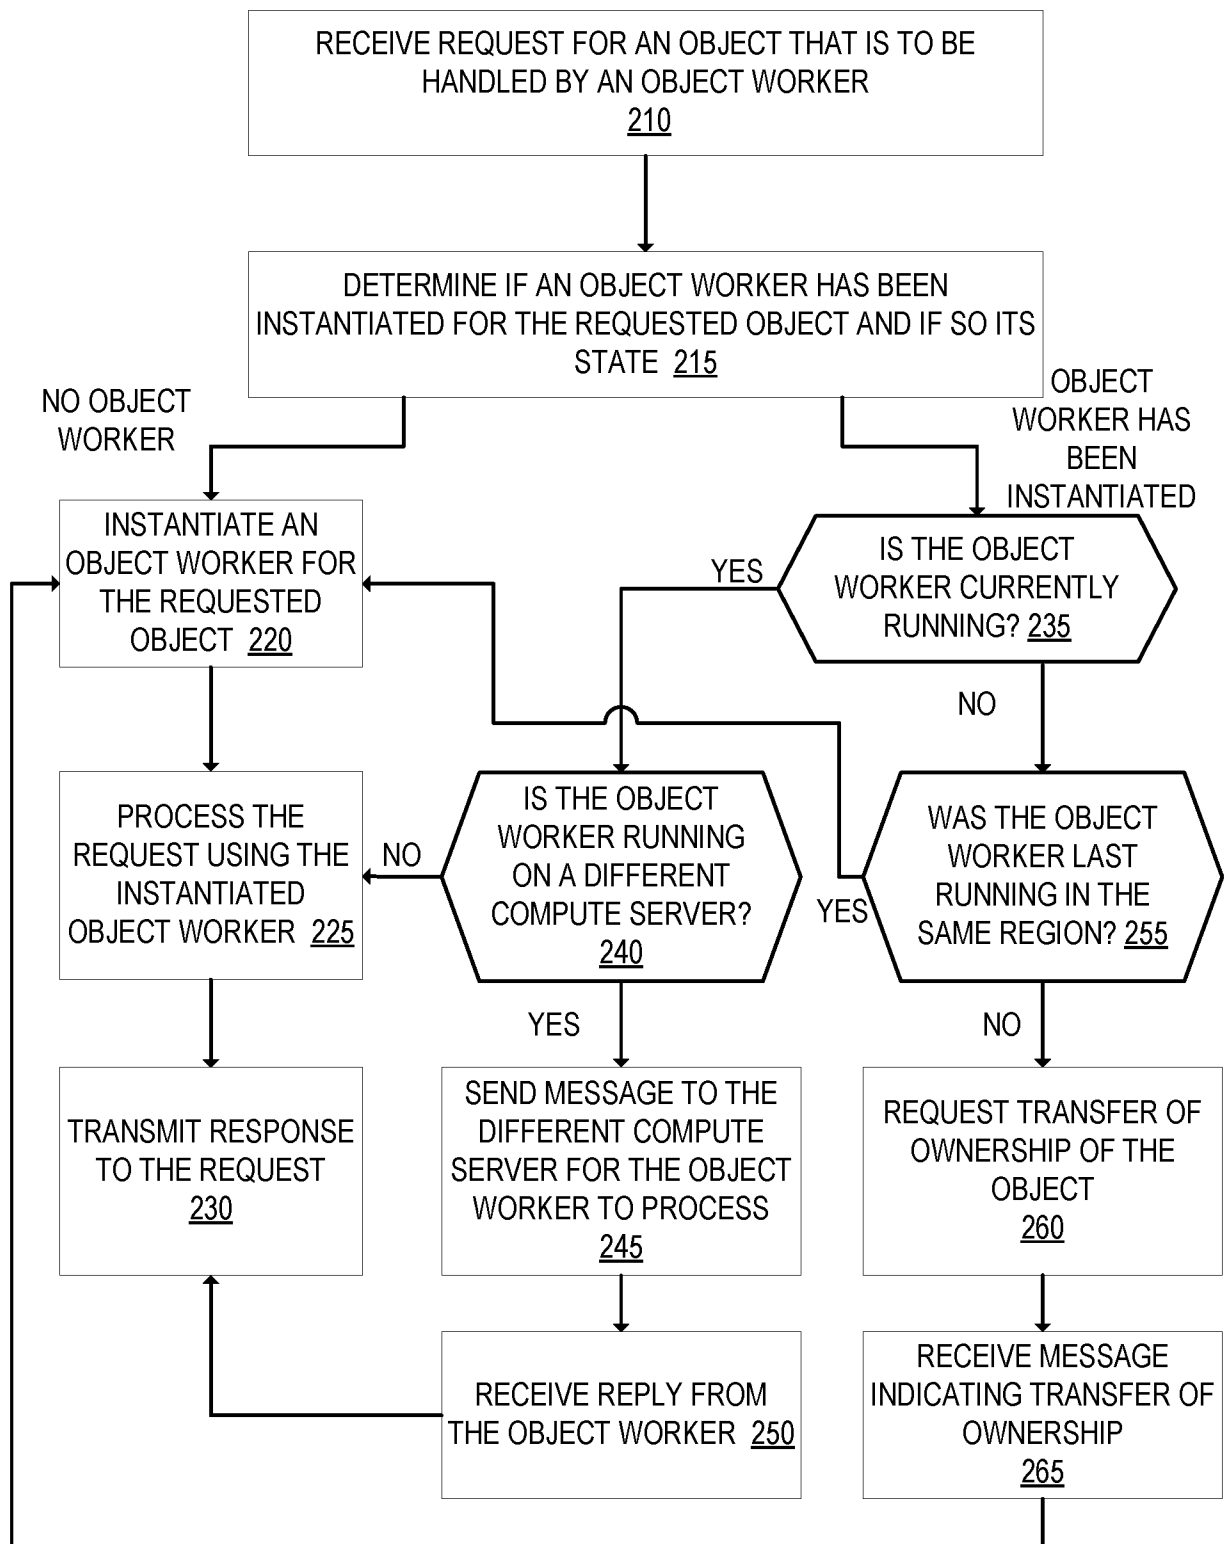 RECEIVE REQUEST FOR AN OBJECT THAT IS TO BE
HANDLED BY AN OBJECT WORKER
210
DETERMINE IF AN OBJECT WORKER HAS BEEN
INSTANTIATED FOR THE REQUESTED OBJECT AND IF SO ITS
STATE 215
NO OBJECT
WORKER
OBJECT
WORKER HAS
BEEN
INSTANTIATED
INSTANTIATE AN
OBJECT WORKER FOR
THE REQUESTED
OBJECT 220
IS THE OBJECT
WORKER CURRENTLY
RUNNING? 235
YES
NO
PROCESS THE
REQUEST USING THE
INSTANTIATED
OBJECT WORKER 225
NO
IS THE OBJECT
WORKER RUNNING
ON A DIFFERENT
COMPUTE SERVER?
240
YES
WAS THE OBJECT
WORKER LAST
RUNNING IN THE
SAME REGION? 255
YES
NO
TRANSMIT RESPONSE
TO THE REQUEST
230
SEND MESSAGE TO THE
DIFFERENT COMPUTE
SERVER FOR THE OBJECT
WORKER TO PROCESS
245
REQUEST TRANSFER OF
OWNERSHIP OF THE
OBJECT
260
RECEIVE REPLY FROM
THE OBJECT WORKER 250
RECEIVE MESSAGE
INDICATING TRANSFER OF
OWNERSHIP
265